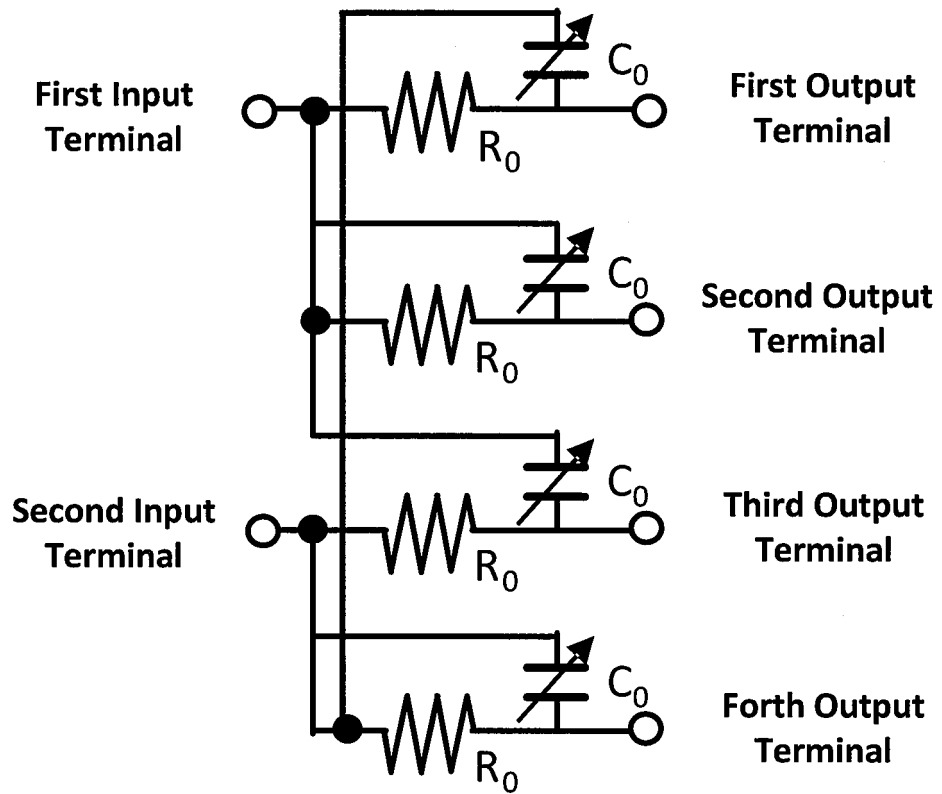 First Input
Terminal
C0
First Output
Terminal
R0
C0
Second Output
Terminal
R0
C0
Second Input
Terminal
Third Output
Terminal
R0
C0
Forth Output
Terminal
R0